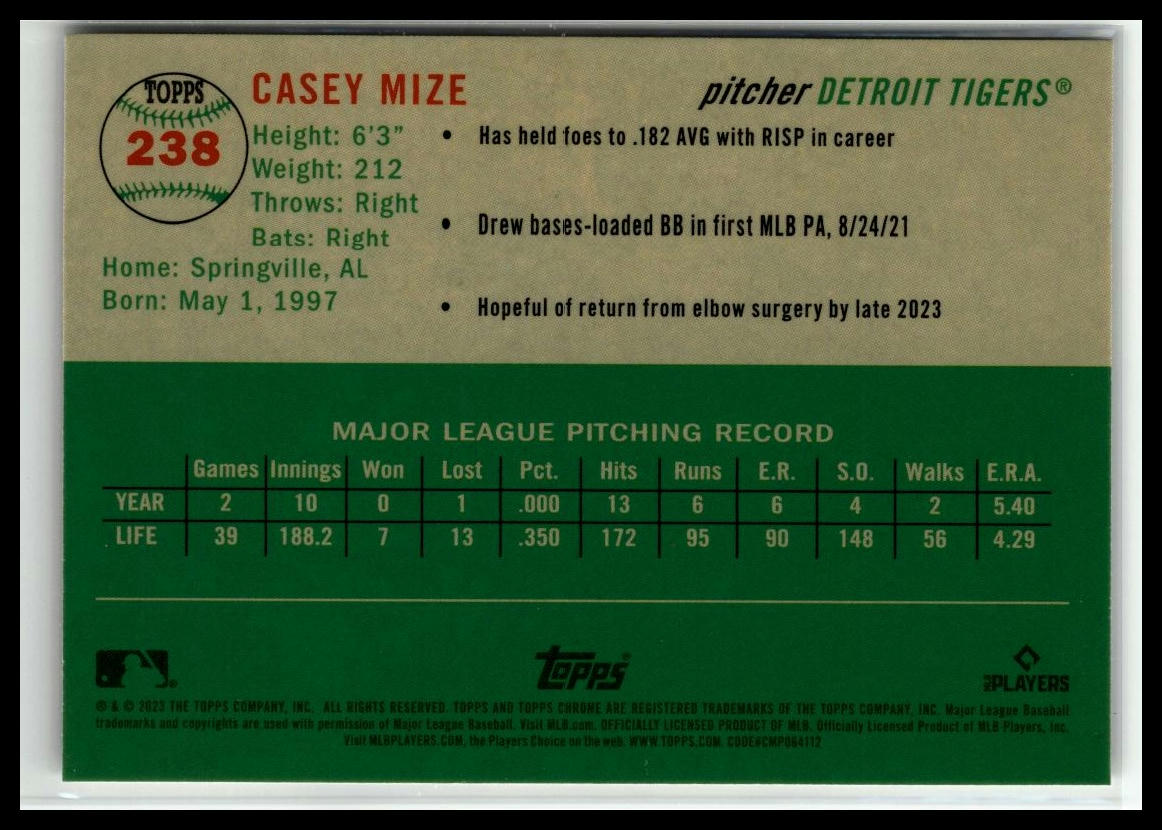 TOPPS
238
CASEY MIZE
pitcher DETROIT TIGERS®
Height: 6'3"
Weight: 212
Throws: Right
Bats: Right
Home: Springville, AL
Born: May 1, 1997
• Has held foes to .182 AVG with RISP in career
• Drew bases-loaded BB in first MLB PA, 8/24/21
• Hopeful of return from elbow surgery by late 2023
MAJOR LEAGUE PITCHING RECORD
Games Innings Won Lost Pct. Hits Runs E.R. S.O. Walks E.R.A.
YEAR 2 10 0 1 .000 13 6 6 4 2 5.40
LIFE 39 188.2 7 13 .350 172 95 90 148 56 4.29
Topps®
MLB PLAYERS
® & © 2023 THE TOPPS COMPANY, INC. ALL RIGHTS RESERVED. TOPPS AND TOPPS CHROME ARE REGISTERED TRADEMARKS OF THE TOPPS COMPANY, INC. Major League Baseball
trademarks and copyrights are used with permission of Major League Baseball. Visit MLB.com. OFFICIALLY LICENSED PRODUCT OF MLB. Officially Licensed Product of MLB Players, Inc.
Visit MLBPLAYERS.COM, the Players Choice on the web. WWW.TOPPS.COM. CODE#CMP064112